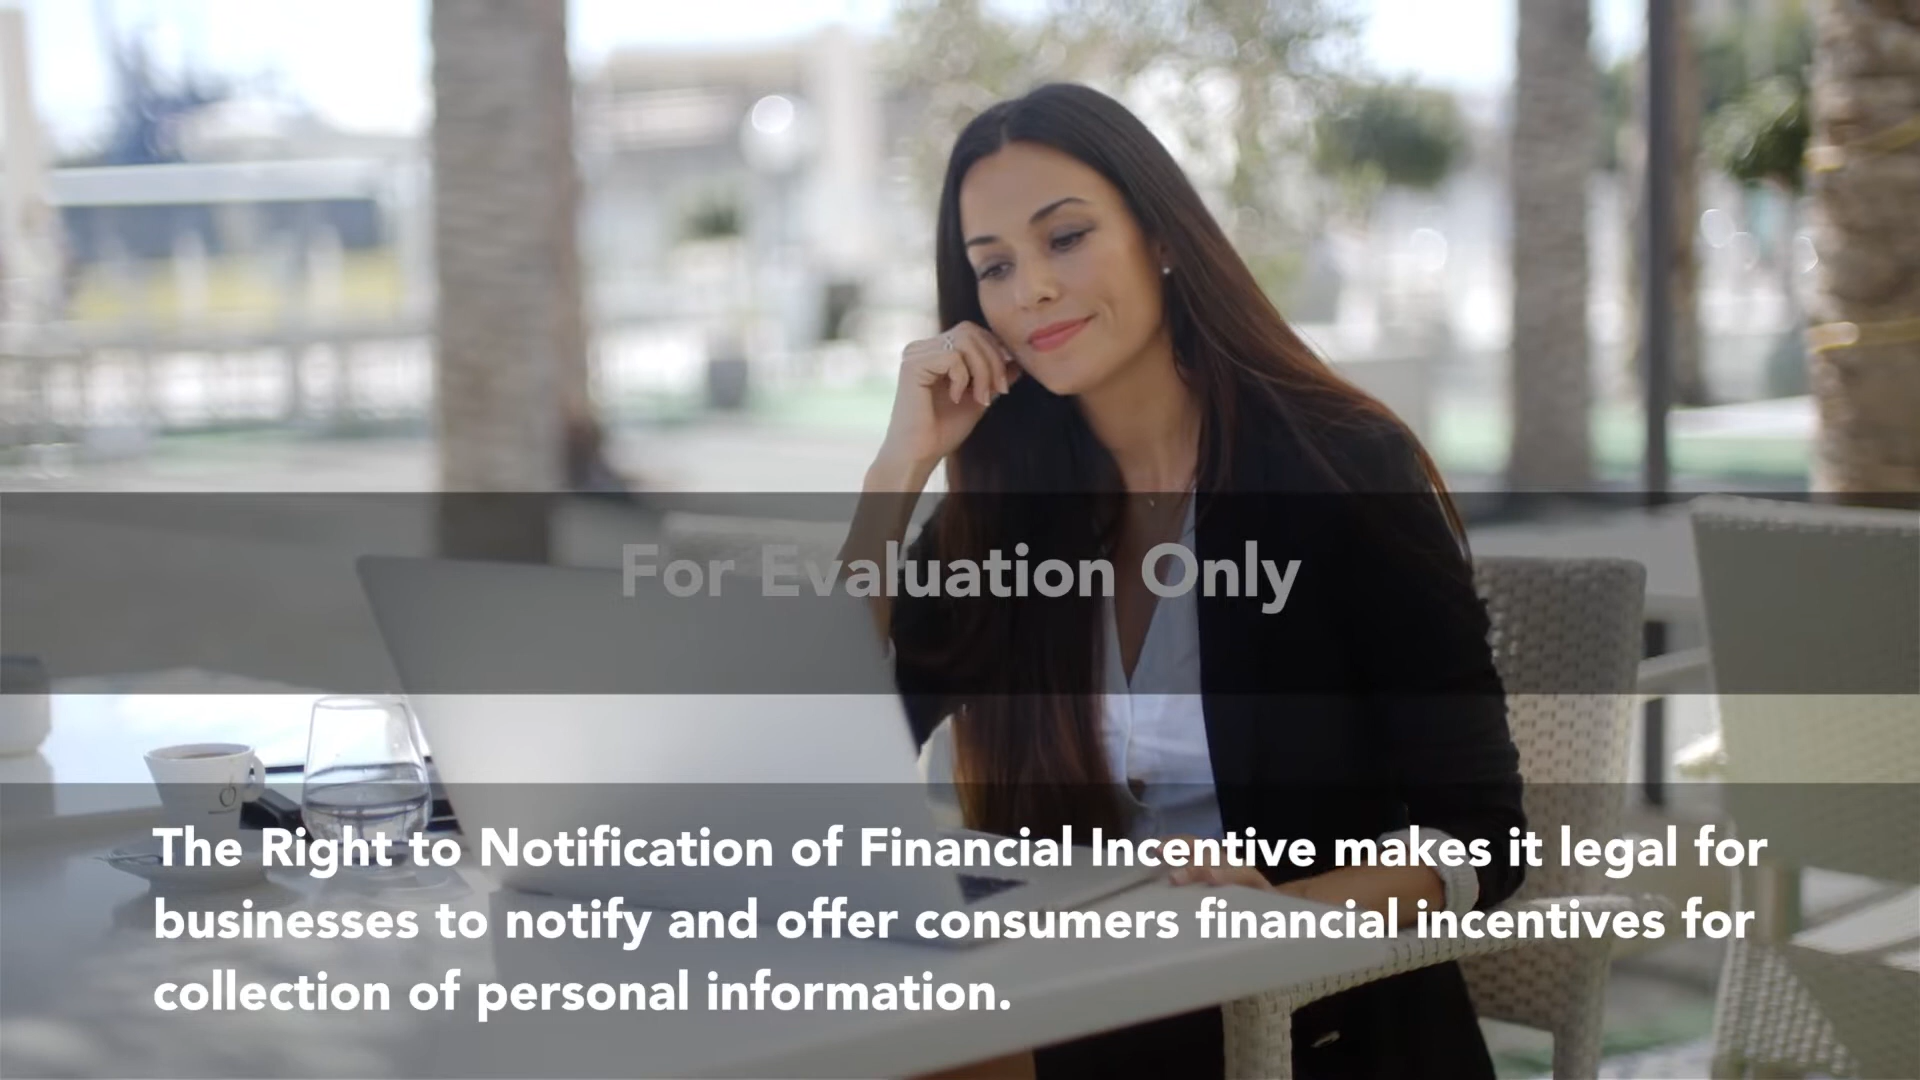 For Evaluation Only
The Right to Notification of Financial Incentive makes it legal for
businesses to notify and offer consumers financial incentives for
collection of personal information.